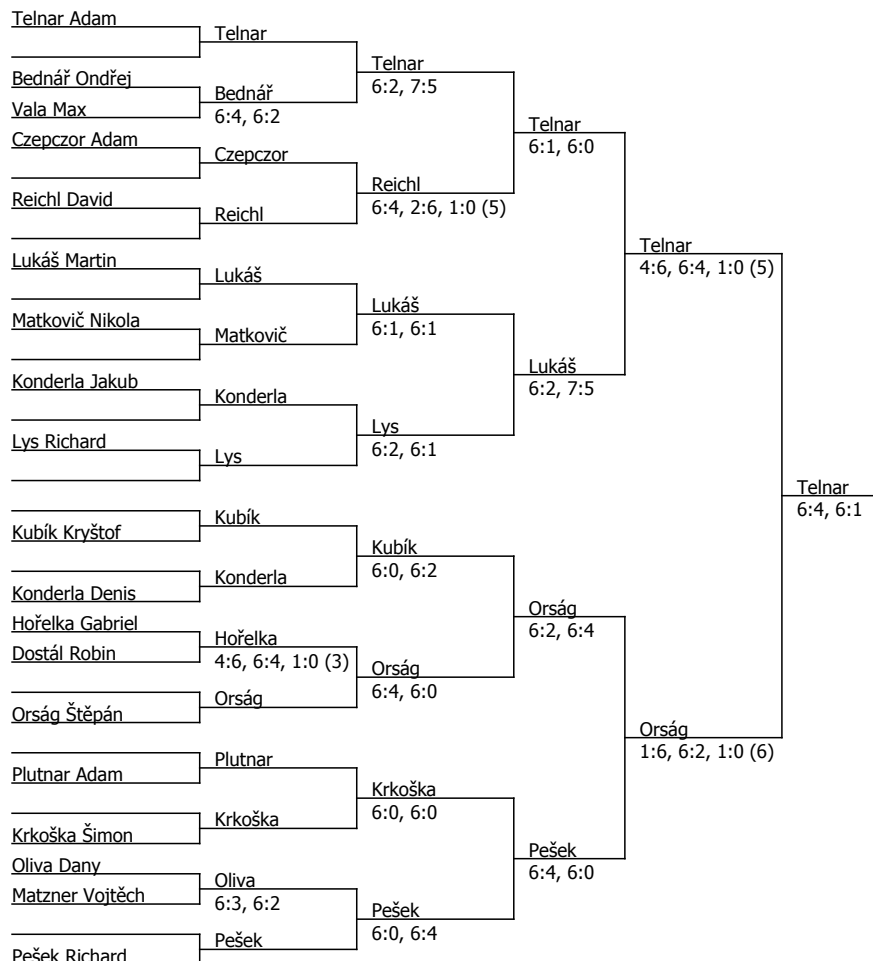 Telnar Adam
Telnar
Telnar
6:2, 7:5
Bednář Ondřej
Bednář
6:4, 6:2
Vala Max
Telnar
6:1, 6:0
Czepczor Adam
Czepczor
Reichl
6:4, 2:6, 1:0 (5)
Reichl David
Reichl
Telnar
4:6, 6:4, 1:0 (5)
Lukáš Martin
Lukáš
Lukáš
6:1, 6:1
Matkovič Nikola
Matkovič
Lukáš
6:2, 7:5
Konderla Jakub
Konderla
Lys
6:2, 6:1
Lys Richard
Lys
Telnar
6:4, 6:1
Kubík
Kubík Kryštof
Kubík
6:0, 6:2
Konderla
Konderla Denis
Orság
6:2, 6:4
Hořelka Gabriel
Hořelka
4:6, 6:4, 1:0 (3)
Dostál Robin
Orság
6:4, 6:0
Orság
Orság Štěpán
Orság
1:6, 6:2, 1:0 (6)
Plutnar
Plutnar Adam
Krkoška
6:0, 6:0
Krkoška
Krkoška Šimon
Pešek
6:4, 6:0
Oliva Dany
Oliva
6:3, 6:2
Matzner Vojtěch
Pešek
6:0, 6:4
Pešek
Pešek Richard